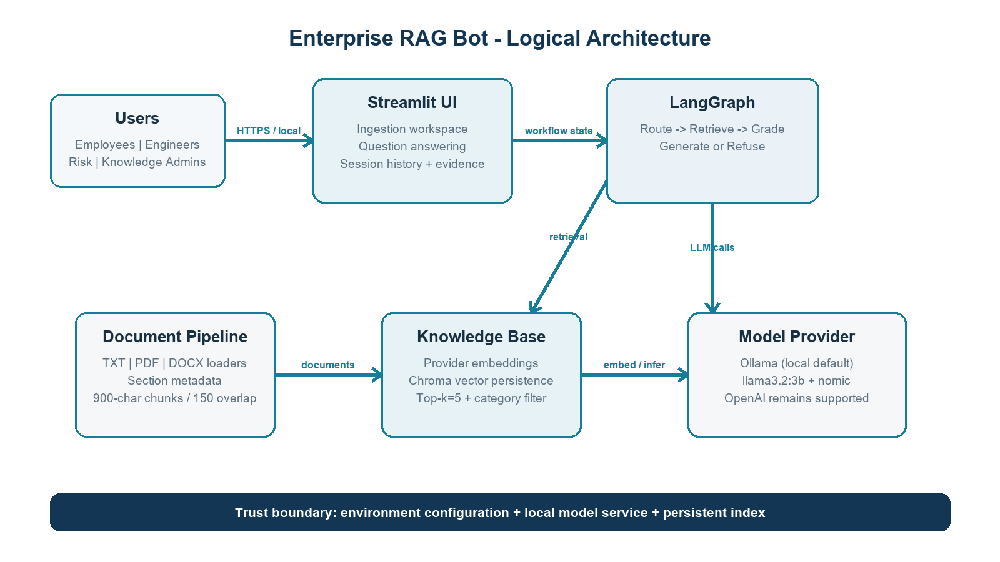 Enterprise RAG Bot - Logical Architecture
Users
Employees | Engineers
Risk | Knowledge Admins
HTTPS / local
Streamlit UI
Ingestion workspace
Question answering
Session history + evidence
workflow state
LangGraph
Route -> Retrieve -> Grade
Generate or Refuse
retrieval
LLM calls
Document Pipeline
TXT | PDF | DOCX loaders
Section metadata
900-char chunks / 150 overlap
documents
Knowledge Base
Provider embeddings
Chroma vector persistence
Top-k=5 + category filter
embed / infer
Model Provider
Ollama (local default)
llama3.2:3b + nomic
OpenAI remains supported
Trust boundary: environment configuration + local model service + persistent index